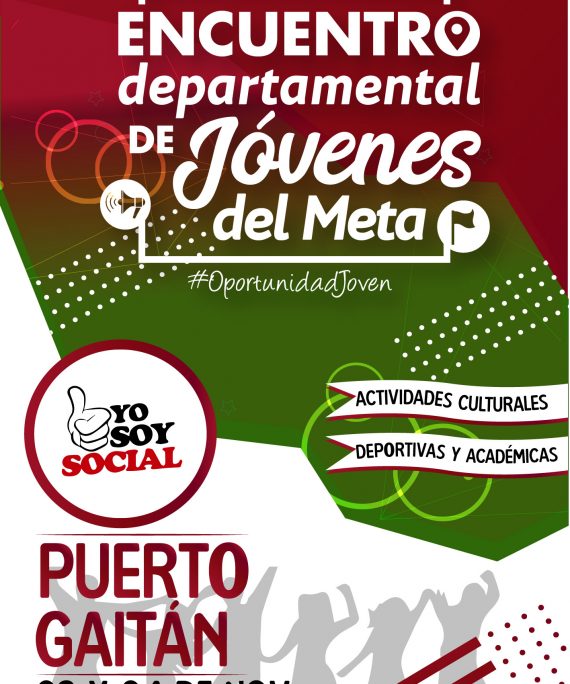 ENCUENTRO
departamental
DE Jóvenes
del Meta
#OportunidadJoven
YO
SOY
SOCIAL
ACTIVIDADES CULTURALES
DEPORTIVAS Y ACADÉMICAS
PUERTO
GAITÁN